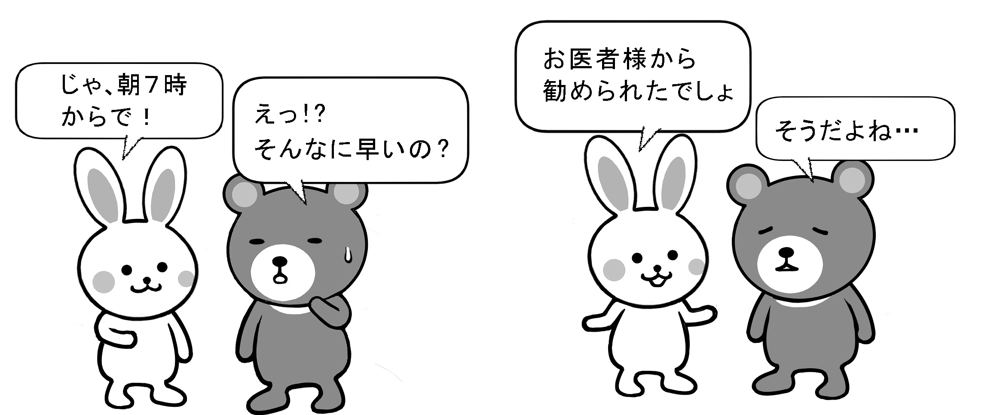 じゃ、朝７時
からで！
えっ！？
そんなに早いの？
お医者様から
勧められたでしょ
そうだよね…